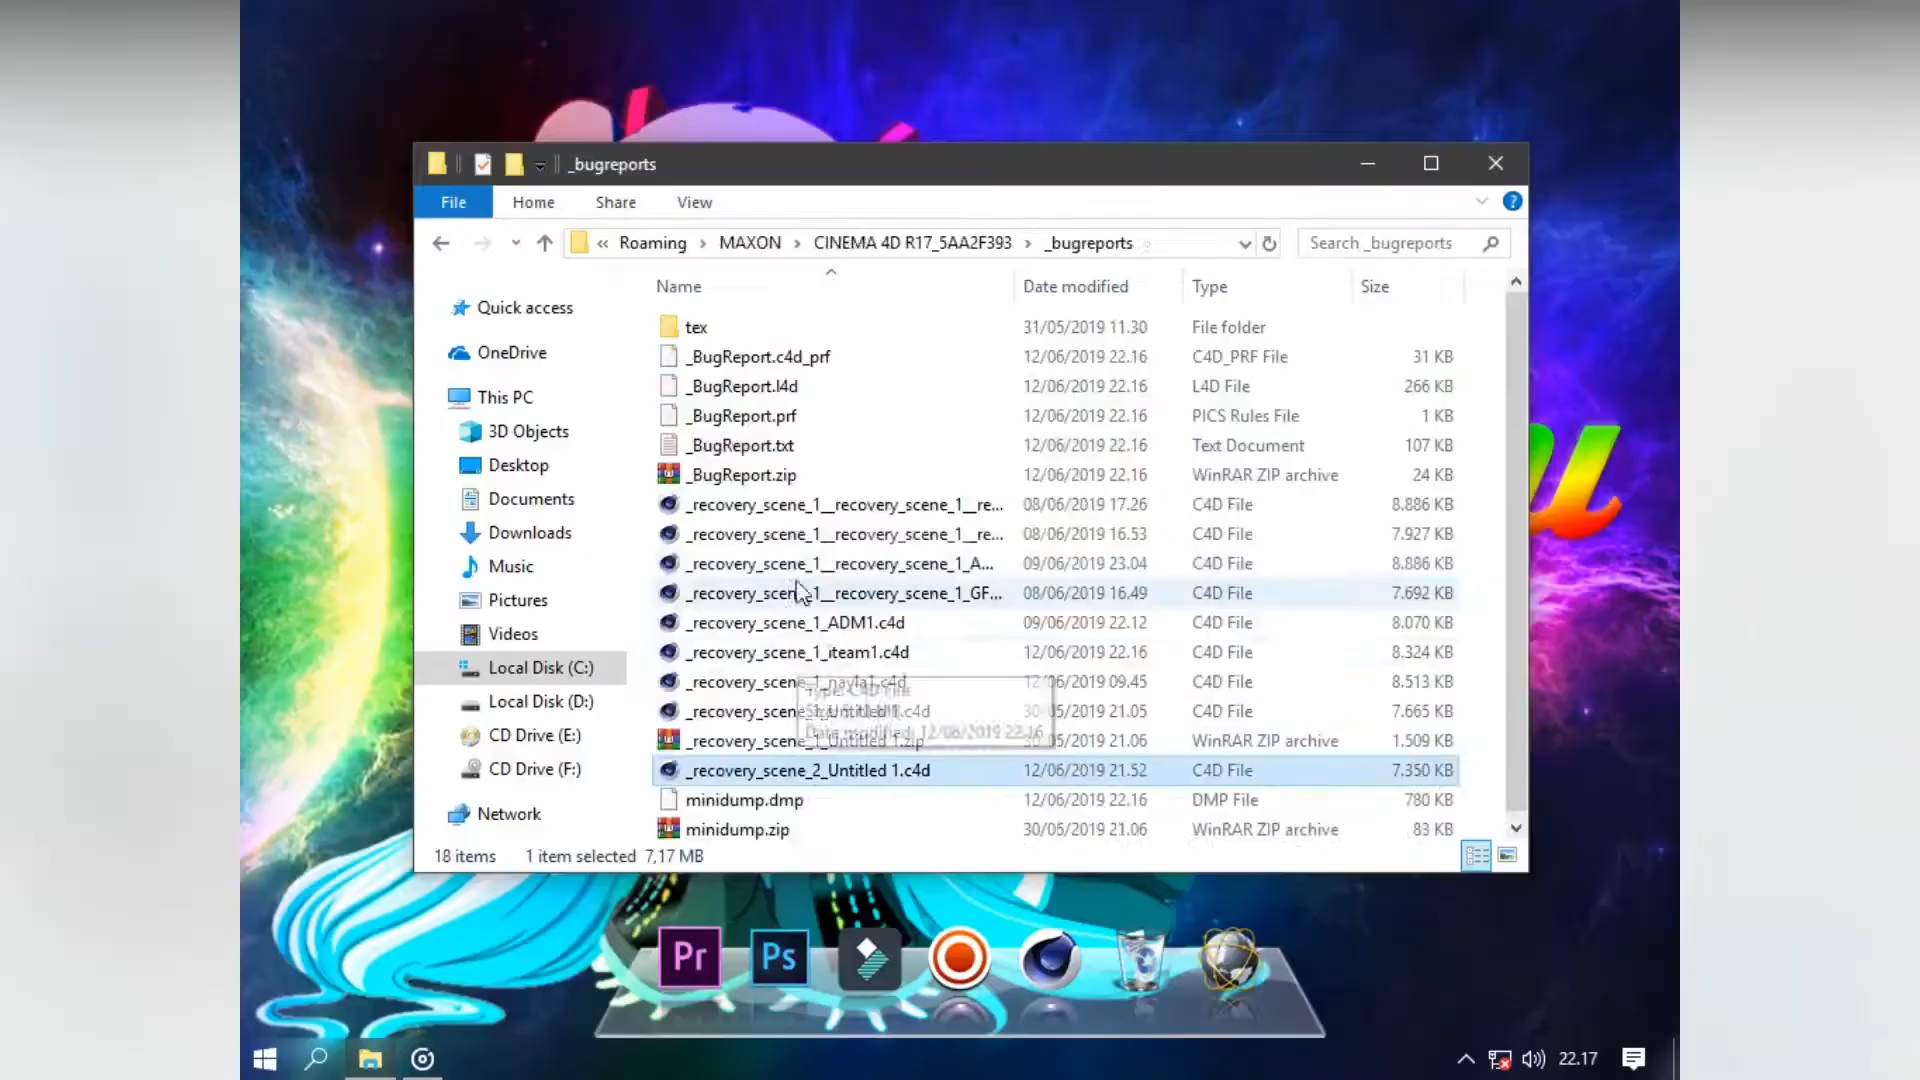 _bugreports
File Home Share View
« Roaming › MAXON › CINEMA 4D R17_5AA2F393 › _bugreports
Search _bugreports
Name Date modified Type Size
Quick access
OneDrive
This PC
3D Objects
Desktop
Documents
Downloads
Music
Pictures
Videos
Local Disk (C:)
Local Disk (D:)
CD Drive (E:)
CD Drive (F:)
Network
tex 31/05/2019 11.30 File folder
_BugReport.c4d_prf 12/06/2019 22.16 C4D_PRF File 31 KB
_BugReport.l4d 12/06/2019 22.16 L4D File 266 KB
_BugReport.prf 12/06/2019 22.16 PICS Rules File 1 KB
_BugReport.txt 12/06/2019 22.16 Text Document 107 KB
_BugReport.zip 12/06/2019 22.16 WinRAR ZIP archive 24 KB
_recovery_scene_1__recovery_scene_1__re... 08/06/2019 17.26 C4D File 8.886 KB
_recovery_scene_1__recovery_scene_1__re... 08/06/2019 16.53 C4D File 7.927 KB
_recovery_scene_1__recovery_scene_1_A... 09/06/2019 23.04 C4D File 8.886 KB
_recovery_scene_1__recovery_scene_1_GF... 08/06/2019 16.49 C4D File 7.692 KB
_recovery_scene_1_ADM1.c4d 09/06/2019 22.12 C4D File 8.070 KB
_recovery_scene_1_iteam1.c4d 12/06/2019 22.16 C4D File 8.324 KB
_recovery_scene_1_nayla1.c4d 12/06/2019 09.45 C4D File 8.513 KB
_recovery_scene_1_Untitled 1.c4d 30/05/2019 21.05 C4D File 7.665 KB
_recovery_scene_1_Untitled 1.zip 30/05/2019 21.06 WinRAR ZIP archive 1.509 KB
_recovery_scene_2_Untitled 1.c4d 12/06/2019 21.52 C4D File 7.350 KB
minidump.dmp 12/06/2019 22.16 DMP File 780 KB
minidump.zip 30/05/2019 21.06 WinRAR ZIP archive 83 KB
Type: C4D File
Date modified: 12/06/2019 22.16
18 items 1 item selected 7,17 MB
u
Pr Ps
22.17